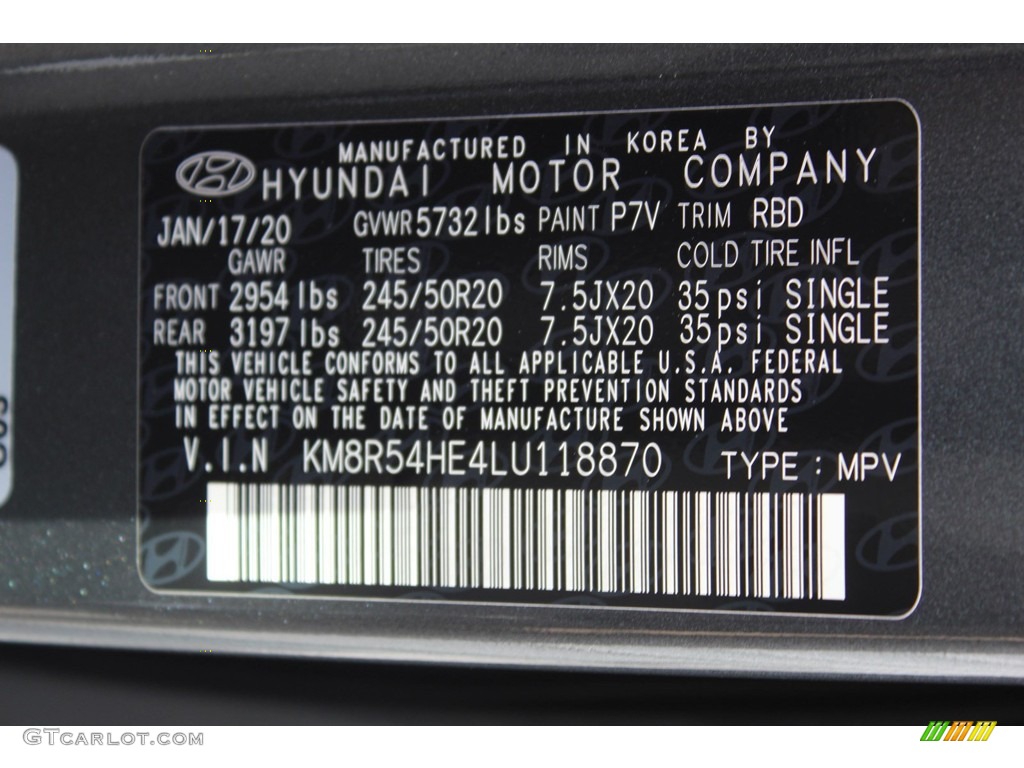 MANUFACTURED IN KOREA BY
HYUNDAI MOTOR COMPANY
JAN/17/20 GVWR 5732 lbs PAINT P7V TRIM RBD
GAWR TIRES RIMS COLD TIRE INFL
FRONT 2954 lbs 245/50R20 7.5JX20 35psi SINGLE
REAR 3197 lbs 245/50R20 7.5JX20 35psi SINGLE
THIS VEHICLE CONFORMS TO ALL APPLICABLE U.S.A. FEDERAL
MOTOR VEHICLE SAFETY AND THEFT PREVENTION STANDARDS
IN EFFECT ON THE DATE OF MANUFACTURE SHOWN ABOVE
V.I.N KM8R54HE4LU118870 TYPE : MPV
GTCARLOT.COM